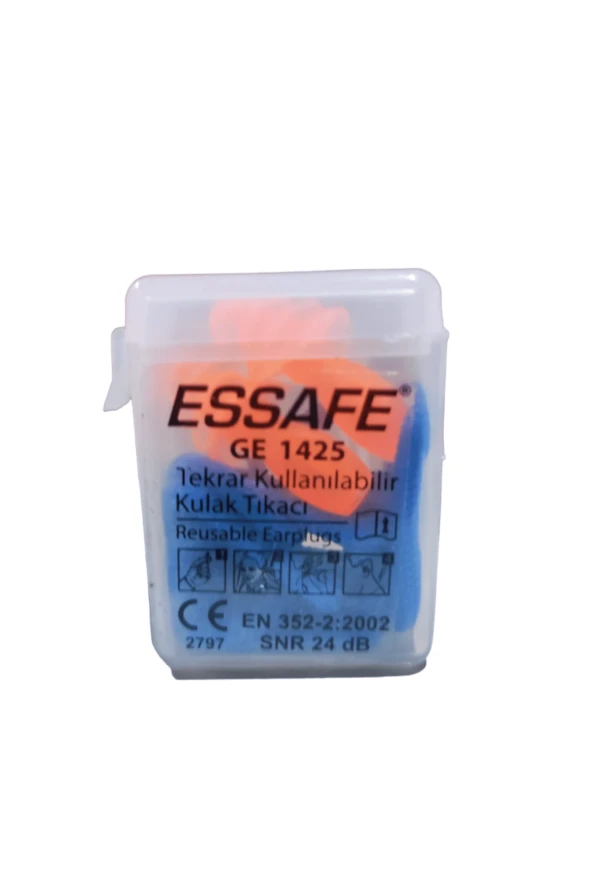 ESSAFE®
GE 1425
Tekrar Kullanılabilir
Kulak Tıkacı
Reusable Earplugs
CE EN 352-2:2002
2797 SNR 24 dB